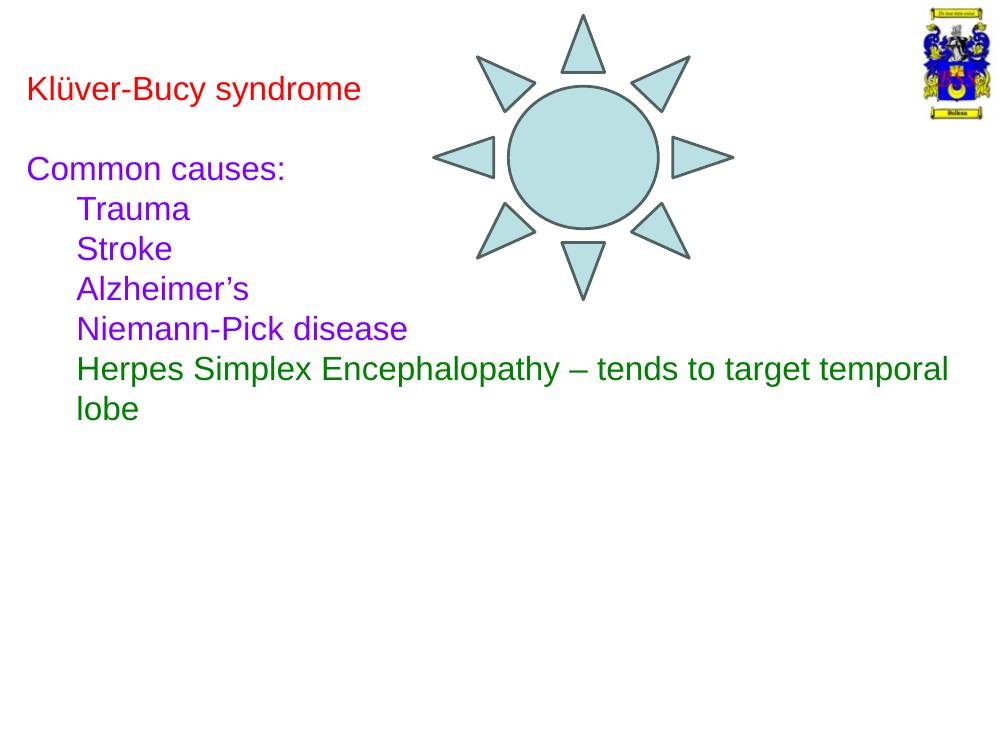 Klüver-Bucy syndrome
Common causes:
Trauma
Stroke
Alzheimer’s
Niemann-Pick disease
Herpes Simplex Encephalopathy – tends to target temporal
lobe